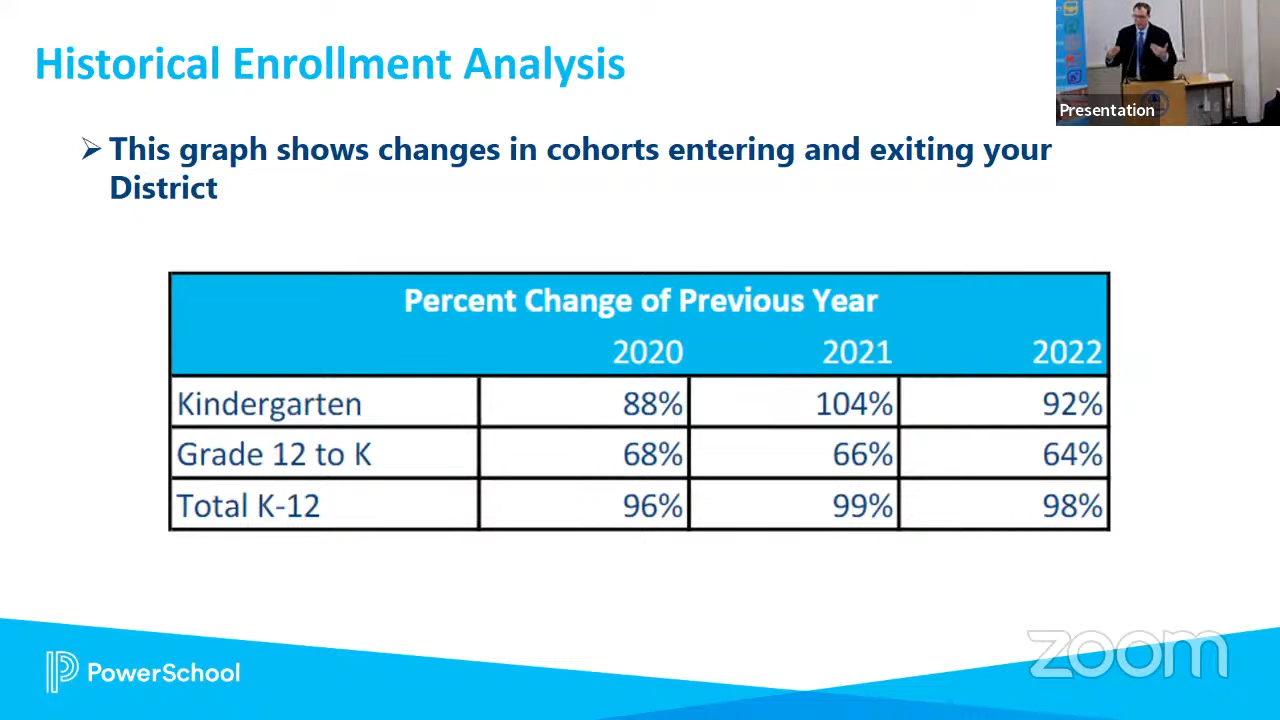 Historical Enrollment Analysis
Presentation
➢ This graph shows changes in cohorts entering and exiting your
District
Percent Change of Previous Year
2020 2021 2022
Kindergarten 88% 104% 92%
Grade 12 to K 68% 66% 64%
Total K-12 96% 99% 98%
PowerSchool
zoom